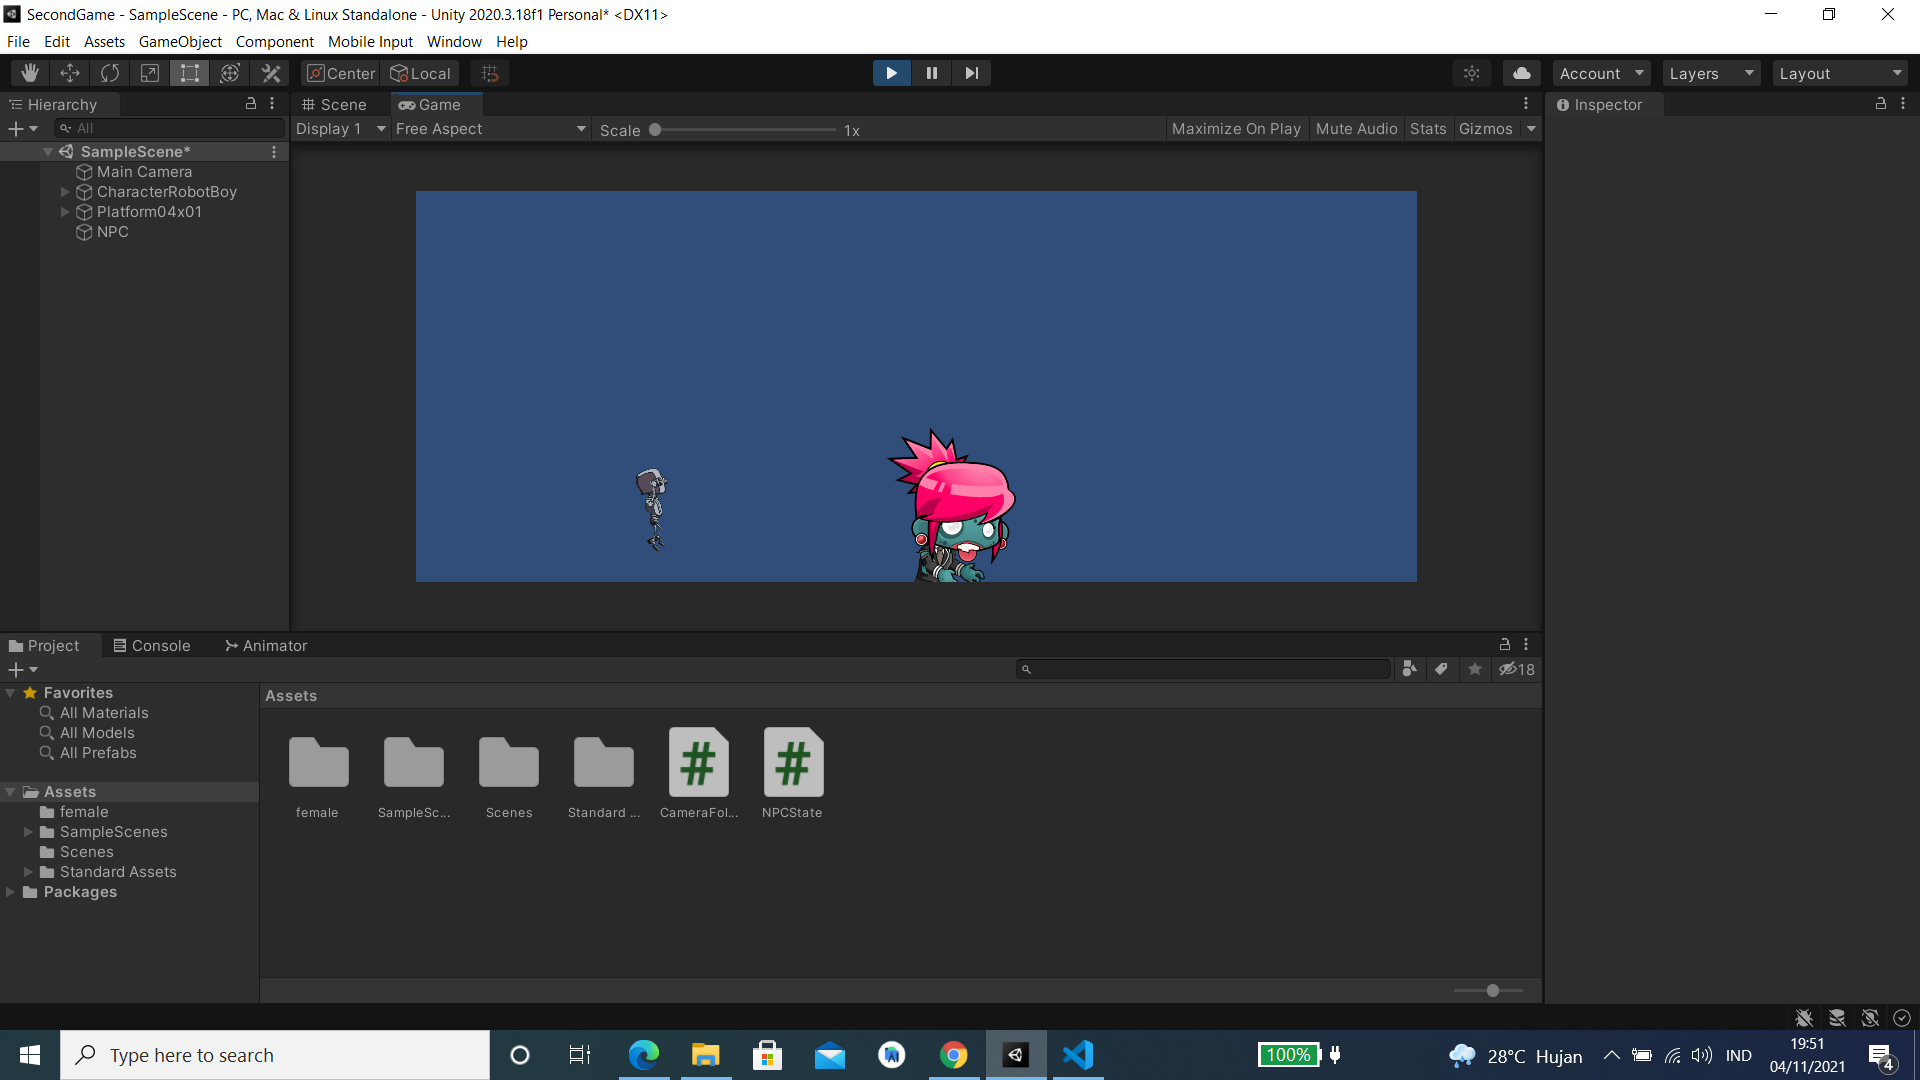 SecondGame - SampleScene - PC, Mac & Linux Standalone - Unity 2020.3.18f1 Personal* <DX11>
File Edit Assets GameObject Component Mobile Input Window Help
Center Local Account Layers Layout
Hierarchy Scene Game Inspector
All Display 1 Free Aspect Scale 1x Maximize On Play Mute Audio Stats Gizmos
SampleScene*
Main Camera
CharacterRobotBoy
Platform04x01
NPC
Project Console Animator
18
Favorites Assets
All Materials
All Models
All Prefabs
Assets
female female SampleSc... Scenes Standard ... CameraFol... NPCState
SampleScenes
Scenes
Standard Assets
Packages
Type here to search 100% 28°C Hujan IND 19:51
04/11/2021 4